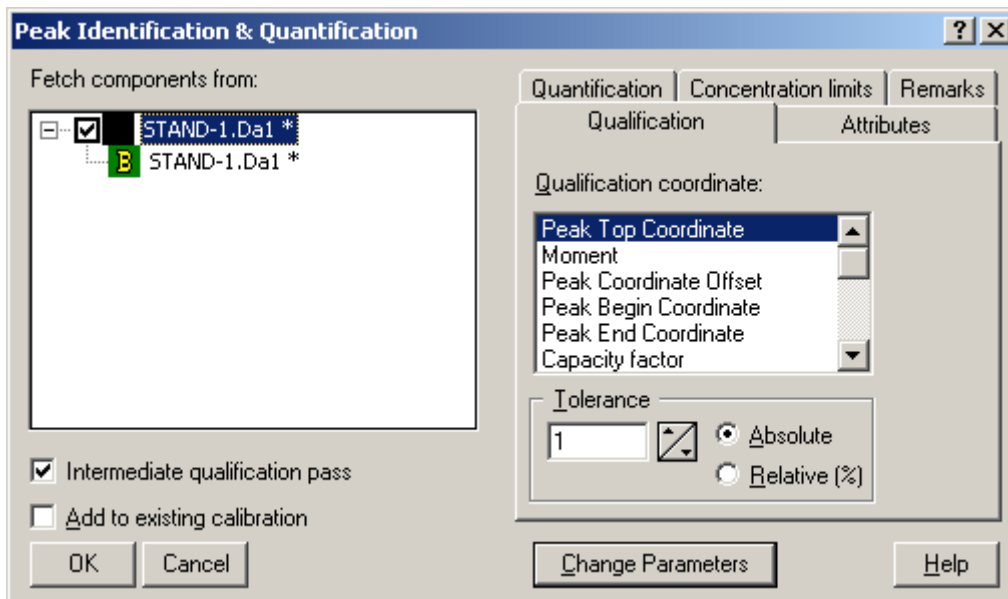 Peak Identification & Quantification
Fetch components from:
STAND-1.Da1 *
B STAND-1.Da1 *
Intermediate qualification pass
Add to existing calibration
OK Cancel
Quantification Concentration limits Remarks
Qualification Attributes
Qualification coordinate:
Peak Top Coordinate
Moment
Peak Coordinate Offset
Peak Begin Coordinate
Peak End Coordinate
Capacity factor
Tolerance
1
Absolute
Relative (%)
Change Parameters Help